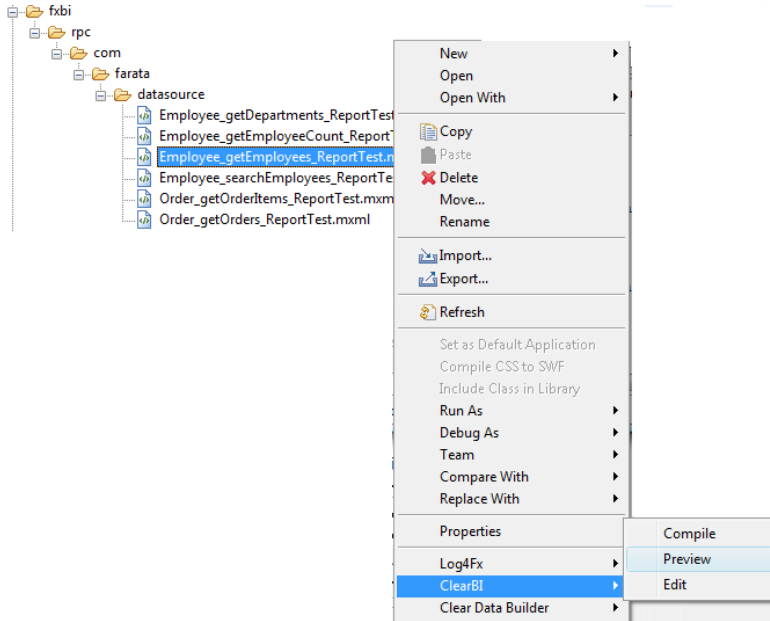 fxbi
rpc
com
farata
datasource
Employee_getDepartments_ReportTest
Employee_getEmployeeCount_ReportT
Employee_getEmployees_ReportTest.m
Employee_searchEmployees_ReportTe
Order_getOrderItems_ReportTest.mxm
Order_getOrders_ReportTest.mxml
New
Open
Open With
Copy
Paste
Delete
Move...
Rename
Import...
Export...
Refresh
Set as Default Application
Compile CSS to SWF
Include Class in Library
Run As
Debug As
Team
Compare With
Replace With
Properties
Log4Fx
ClearBI
Clear Data Builder
Compile
Preview
Edit